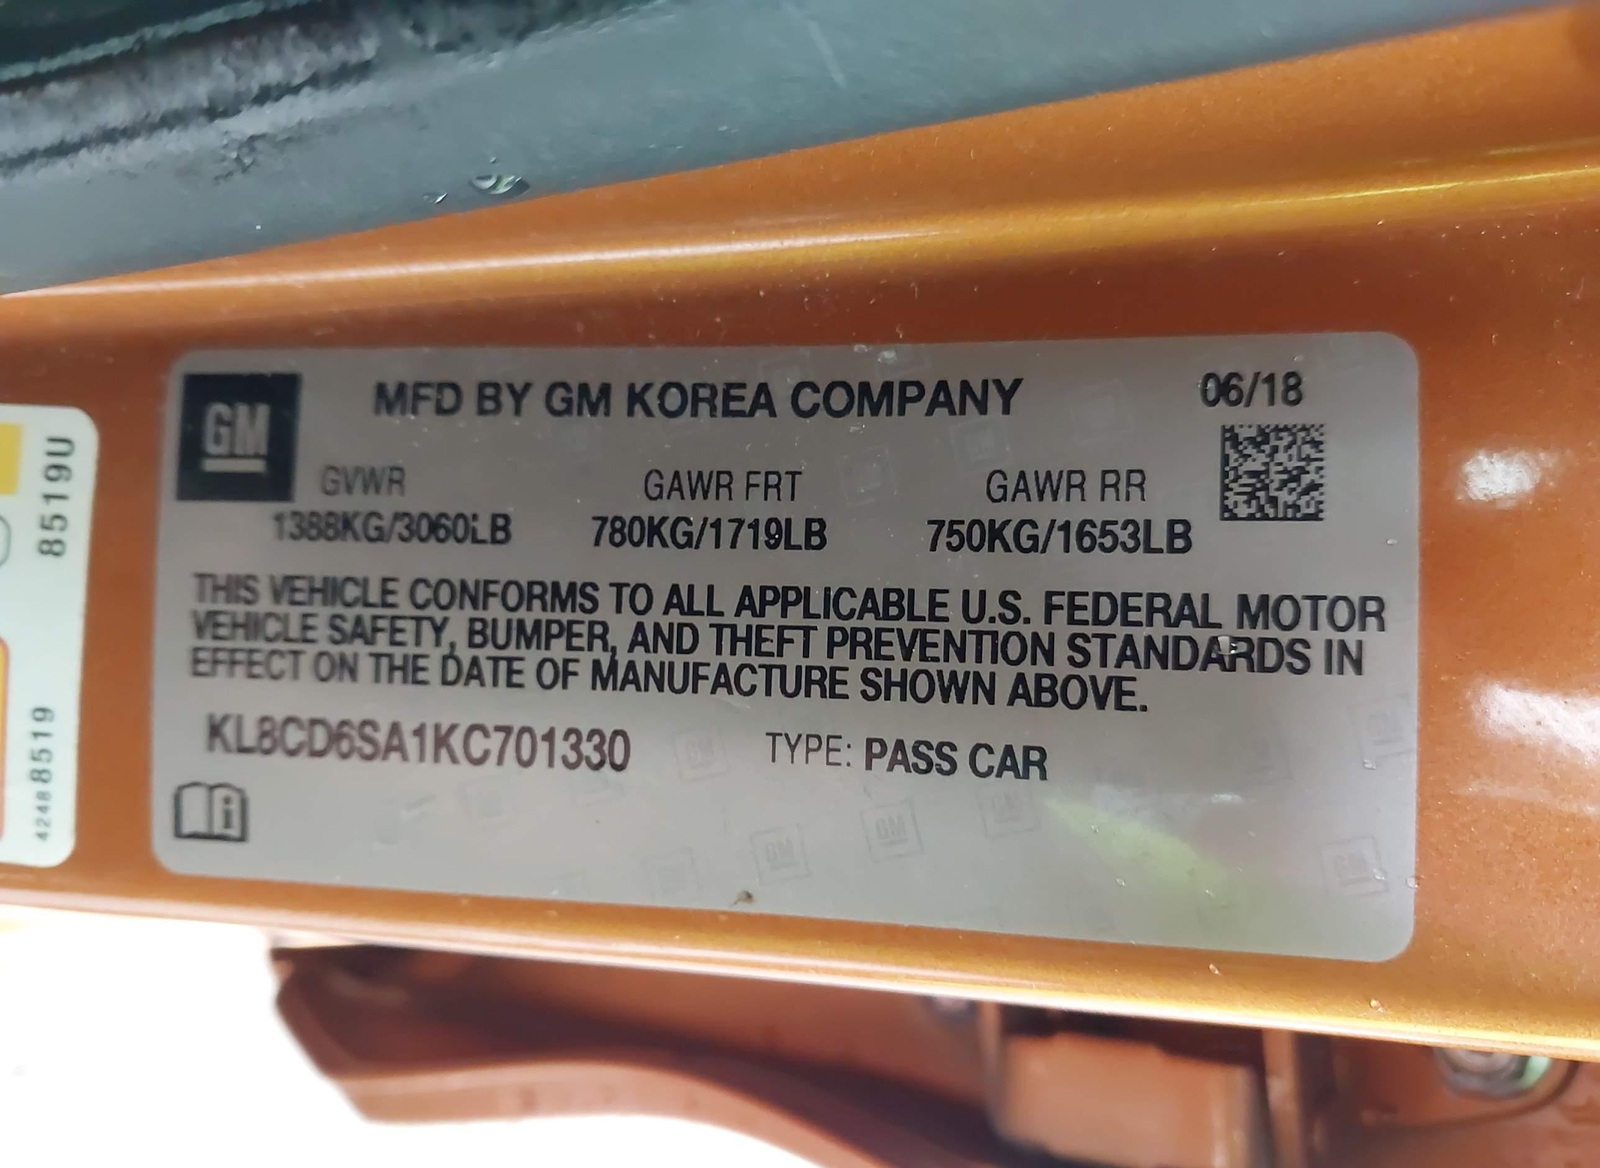 GM
MFD BY GM KOREA COMPANY
06/18
GVWR GAWR FRT GAWR RR
1388KG/3060LB 780KG/1719LB 750KG/1653LB
THIS VEHICLE CONFORMS TO ALL APPLICABLE U.S. FEDERAL MOTOR
VEHICLE SAFETY, BUMPER, AND THEFT PREVENTION STANDARDS IN
EFFECT ON THE DATE OF MANUFACTURE SHOWN ABOVE.
KL8CD6SA1KC701330 TYPE: PASS CAR
i
8519U
42488519